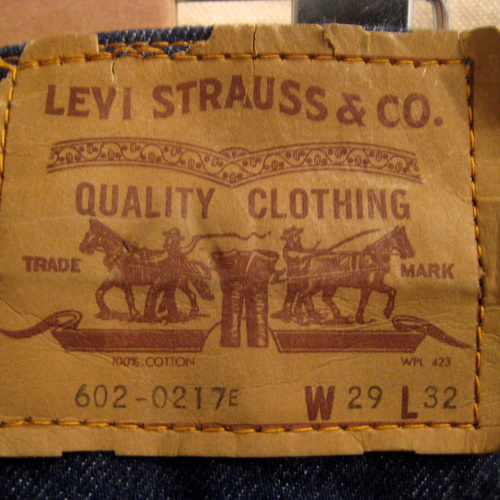 LEVI STRAUSS & CO.
QUALITY CLOTHING
TRADE MARK
100% COTTON WPL 423
602-0217E W 29 L 32